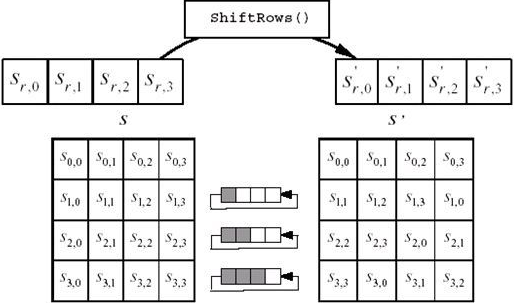 ShiftRows()
S r,0 S r,1 S r,2 S r,3 S' r,0 S' r,1 S' r,2 S' r,3
S S'
S 0,0 S 0,1 S 0,2 S 0,3 S 0,0 S 0,1 S 0,2 S 0,3
S 1,0 S 1,1 S 1,2 S 1,3 S 1,1 S 1,2 S 1,3 S 1,0
S 2,0 S 2,1 S 2,2 S 2,3 S 2,2 S 2,3 S 2,0 S 2,1
S 3,0 S 3,1 S 3,2 S 3,3 S 3,3 S 3,0 S 3,1 S 3,2